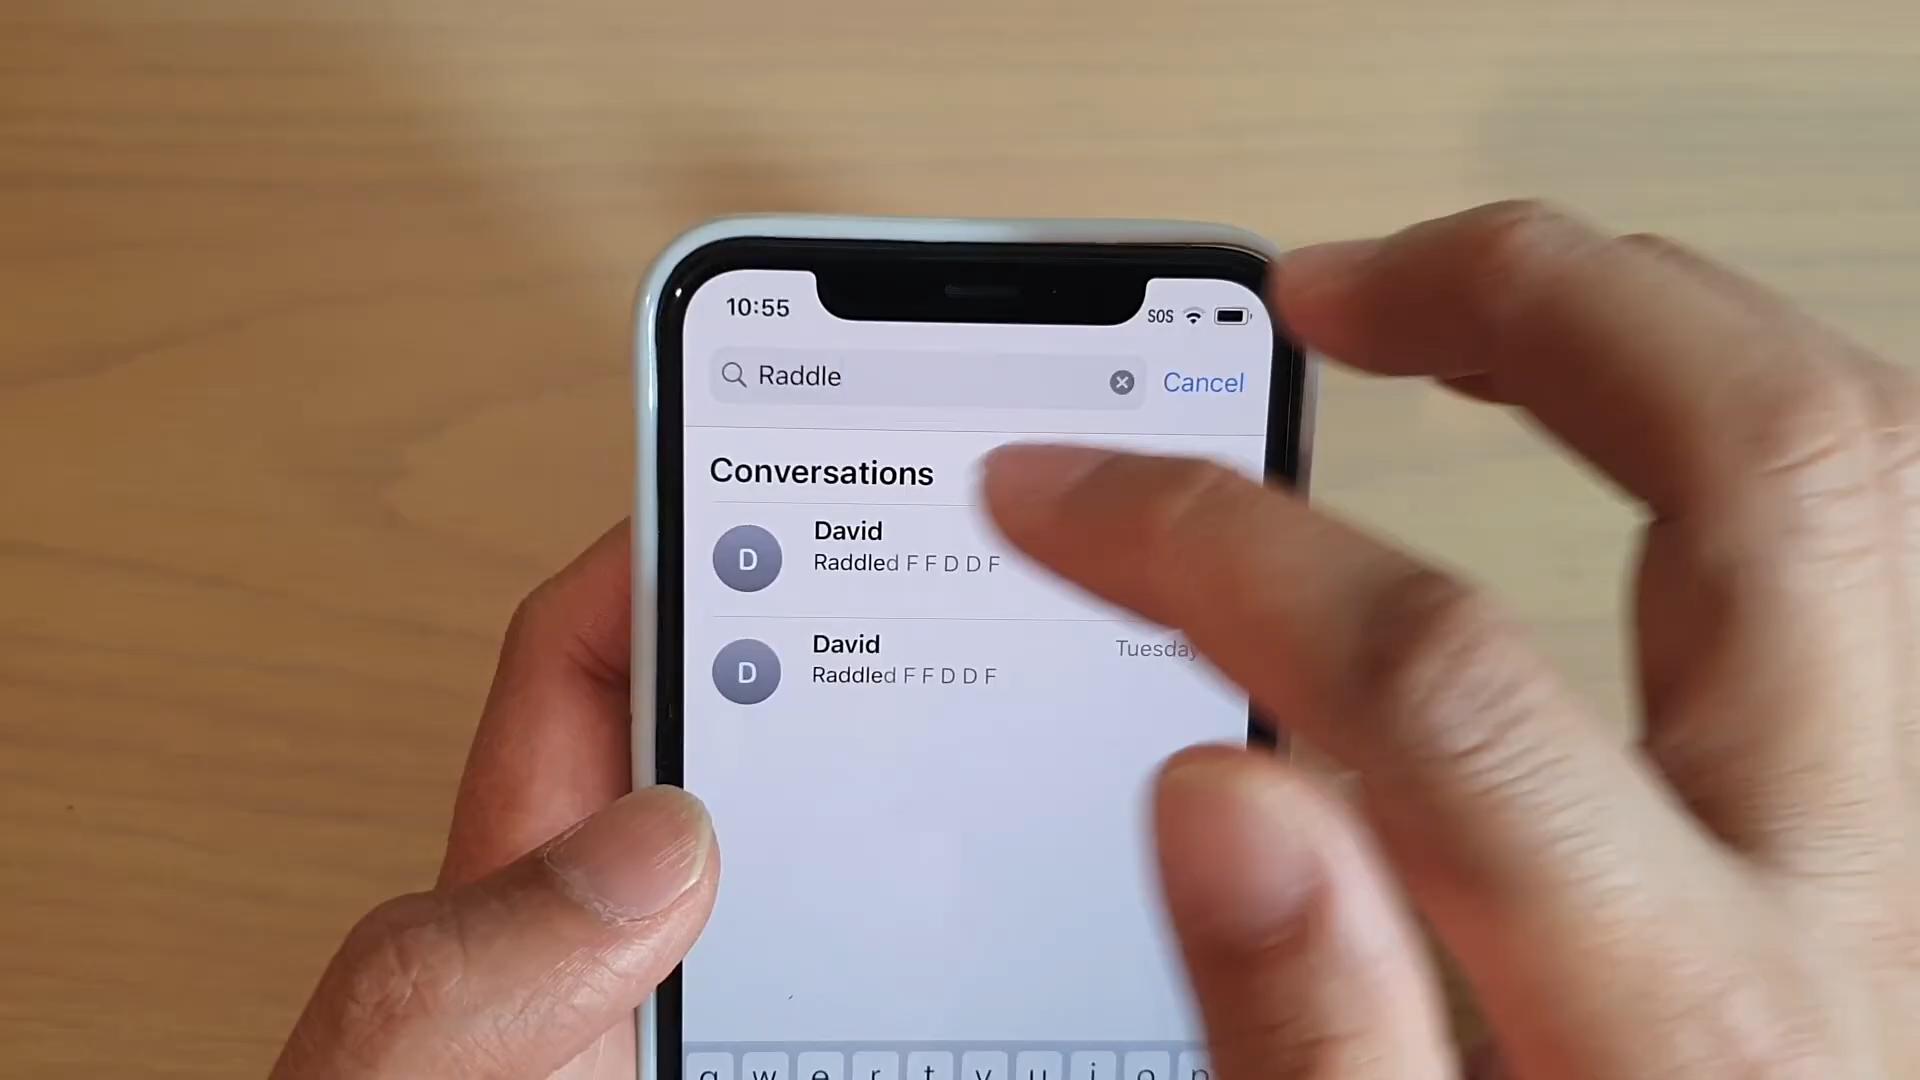 10:55
SOS
Raddle
Cancel
Conversations
D
David
Raddled F F D D F
D
David
Tuesday
Raddled F F D D F
q w e r t y u i o p